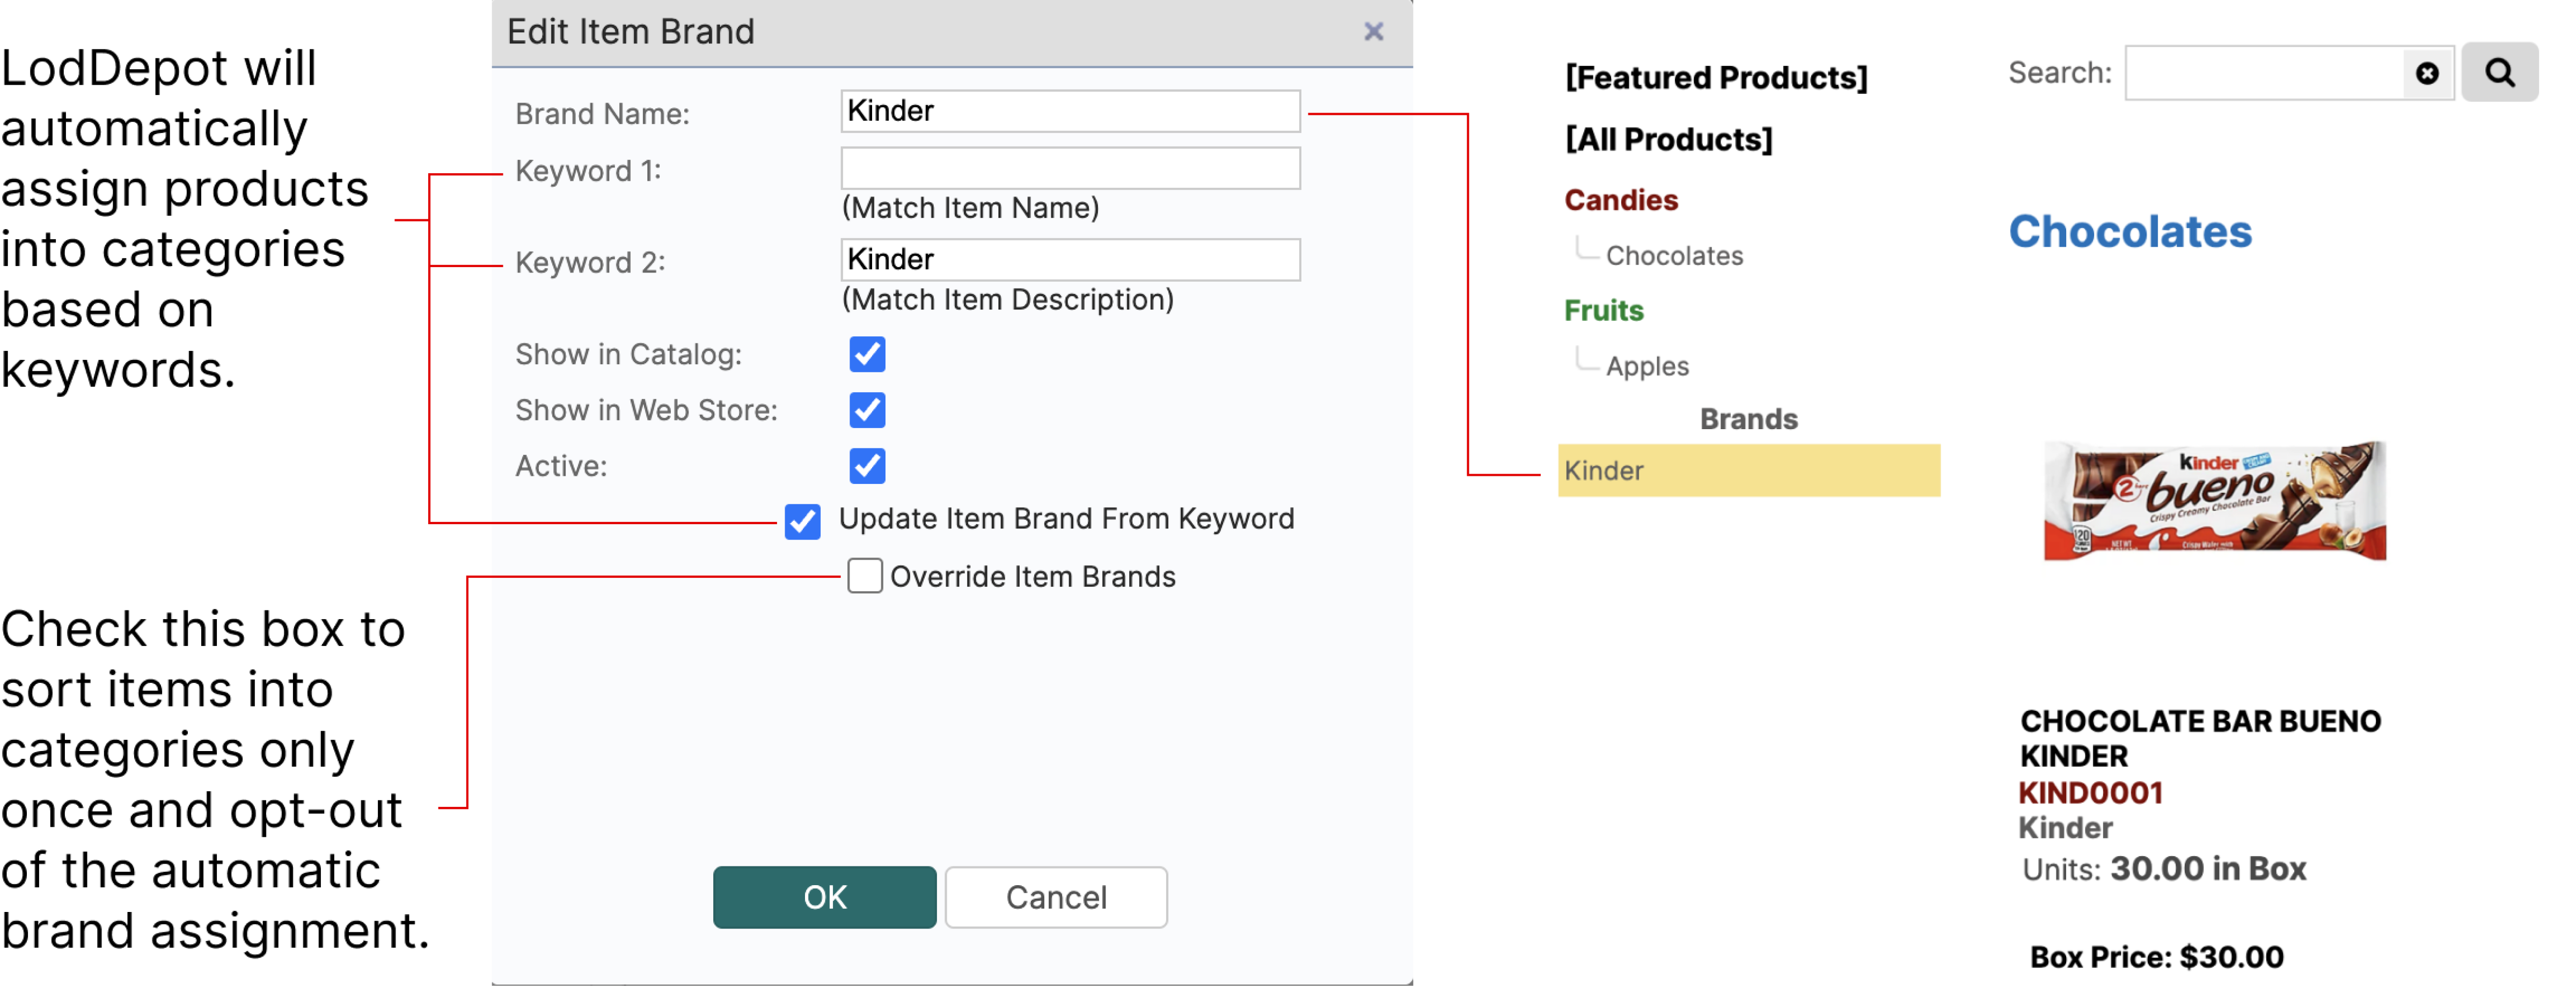 LodDepot will
automatically
assign products
into categories
based on
keywords.
Check this box to
sort items into
categories only
once and opt-out
of the automatic
brand assignment.
Edit Item Brand
Brand Name: Kinder
Keyword 1:
(Match Item Name)
Keyword 2: Kinder
(Match Item Description)
Show in Catalog:
Show in Web Store:
Active:
Update Item Brand From Keyword
Override Item Brands
OK Cancel
[Featured Products]
[All Products]
Candies
Chocolates
Fruits
Apples
Brands
Kinder
Search:
Chocolates
Kinder
2
bueno
Crispy Creamy Chocolate Bar
120
NET WT
CHOCOLATE BAR BUENO
KINDER
KIND0001
Kinder
Units: 30.00 in Box
Box Price: $30.00